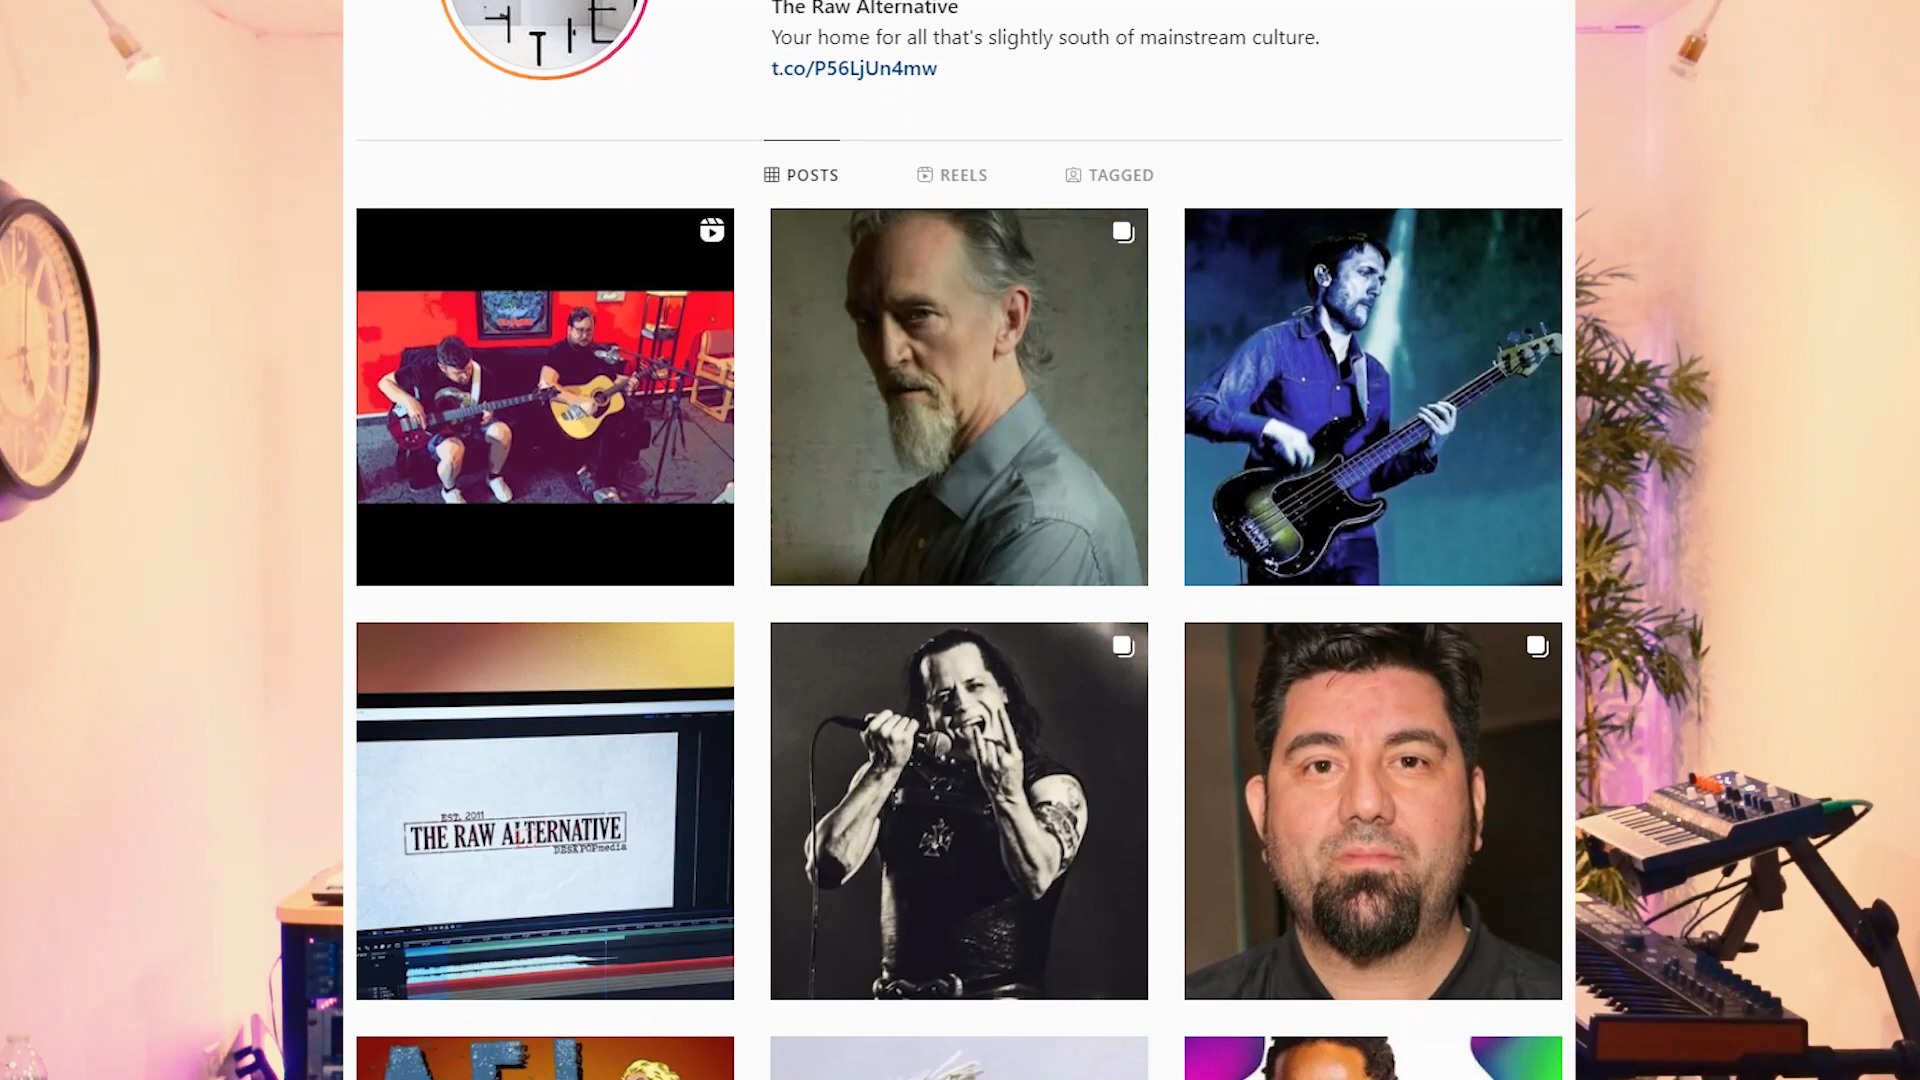 The Raw Alternative
Your home for all that's slightly south of mainstream culture.
t.co/P56LjUn4mw
POSTS
REELS
TAGGED
EST. 2011
THE RAW ALTERNATIVE
DESKPOPmedia
AFI